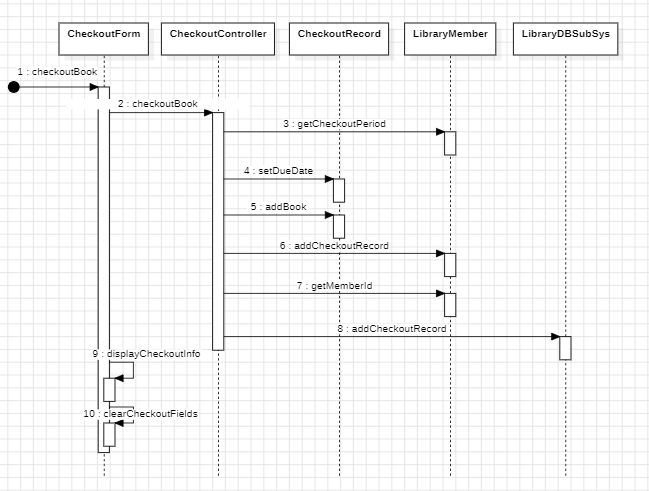 CheckoutForm
CheckoutController
CheckoutRecord
LibraryMember
LibraryDBSubSys
1 : checkoutBook
2 : checkoutBook
3 : getCheckoutPeriod
4 : setDueDate
5 : addBook
6 : addCheckoutRecord
7 : getMemberId
8 : addCheckoutRecord
9 : displayCheckoutInfo
10 : clearCheckoutFields